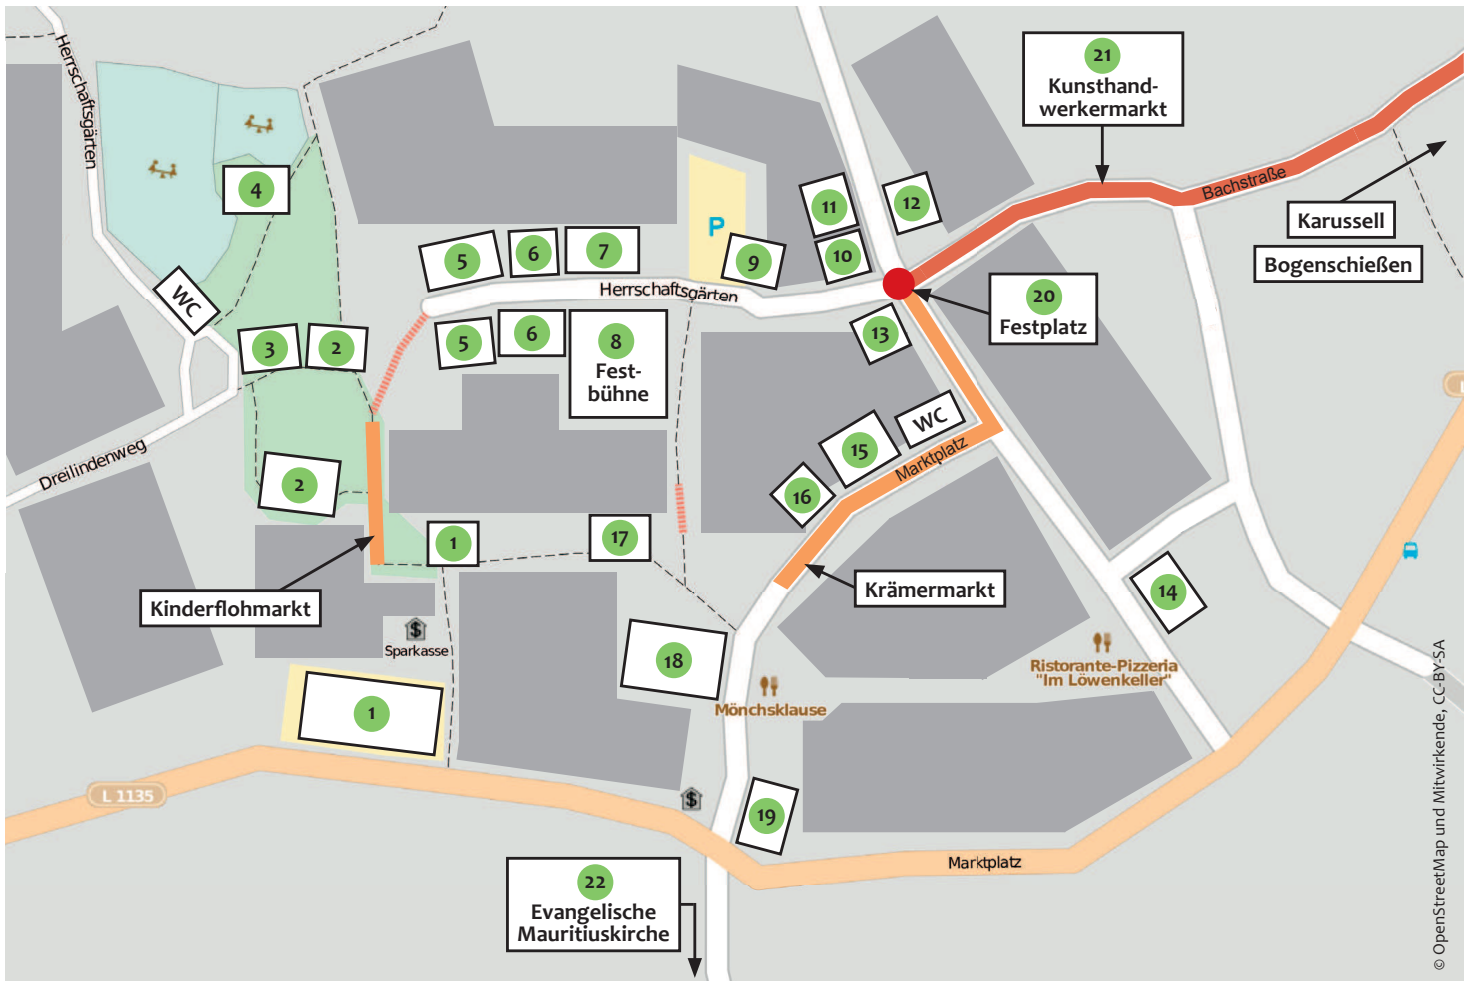 Herrschaftsgärten
21
Kunsthand-
werkermarkt
Bachstraße
Karussell
Bogenschießen
4
11
12
P
5
6
7
9
10
WC
Herrschaftsgärten
20
Festplatz
3
2
5
6
8
Fest-
bühne
13
WC
15
Marktplatz
Dreilindenweg
2
16
1
17
Kinderflohmarkt
Krämermarkt
14
$
Sparkasse
18
Ristorante-Pizzeria
"Im Löwenkeller"
1
Mönchsklause
L 1135
$
19
Marktplatz
22
Evangelische
Mauritiuskirche
© OpenStreetMap und Mitwirkende, CC-BY-SA